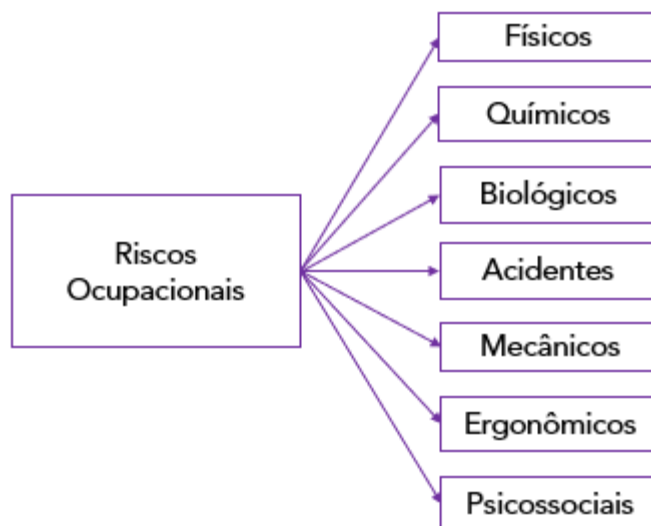 Riscos
Ocupacionais
Físicos
Químicos
Biológicos
Acidentes
Mecânicos
Ergonômicos
Psicossociais